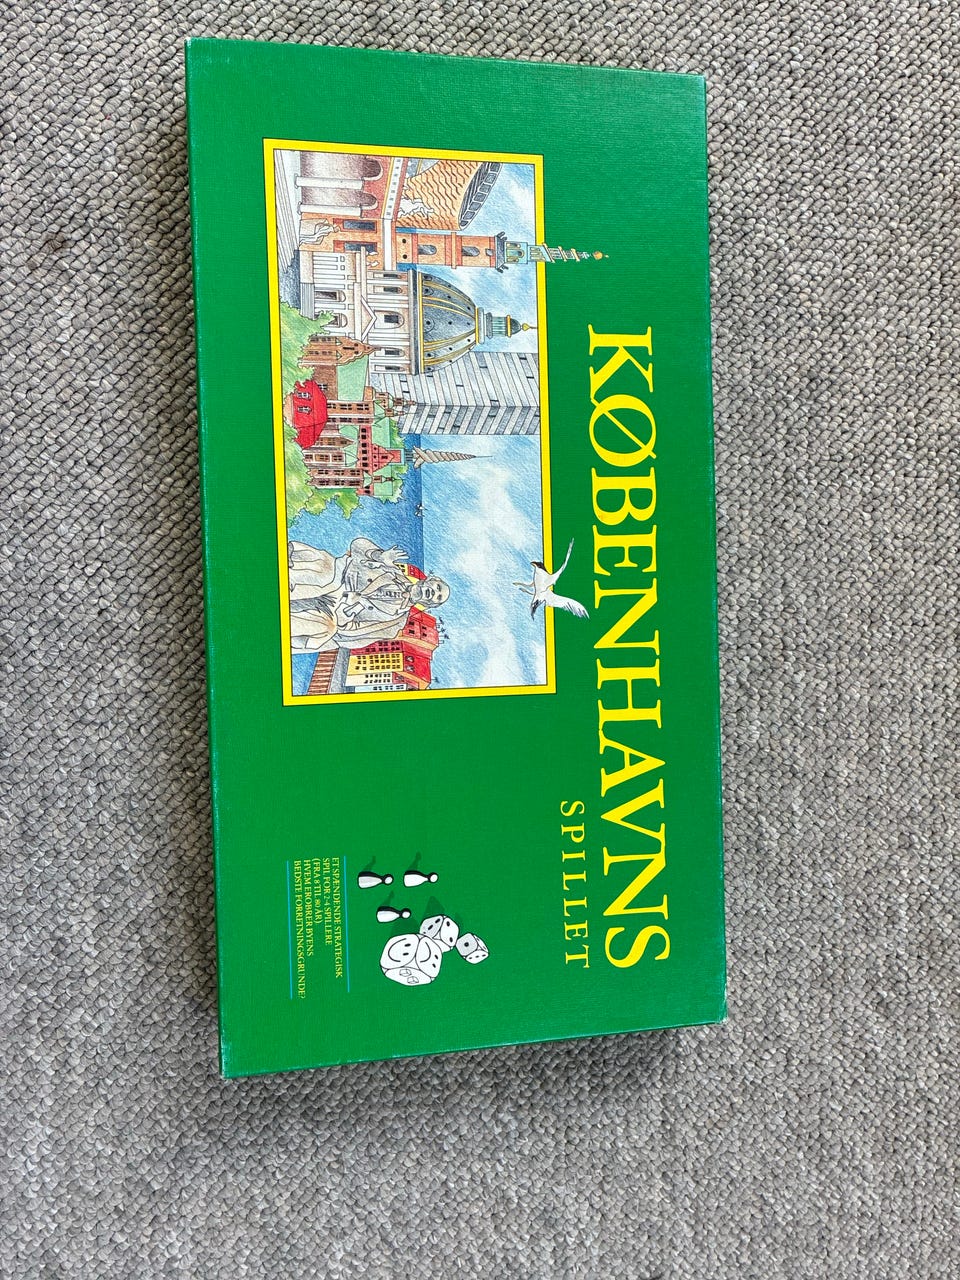 KØBENHAVNS
SPILLET
ET SPÆNDENDE STRATEGISK
SPIL FOR 2-4 SPILLERE
(FRA 8 TIL 80 ÅR).
HVEM EROBRER BYENS
BEDSTE FORRETNINGSGRUNDE?